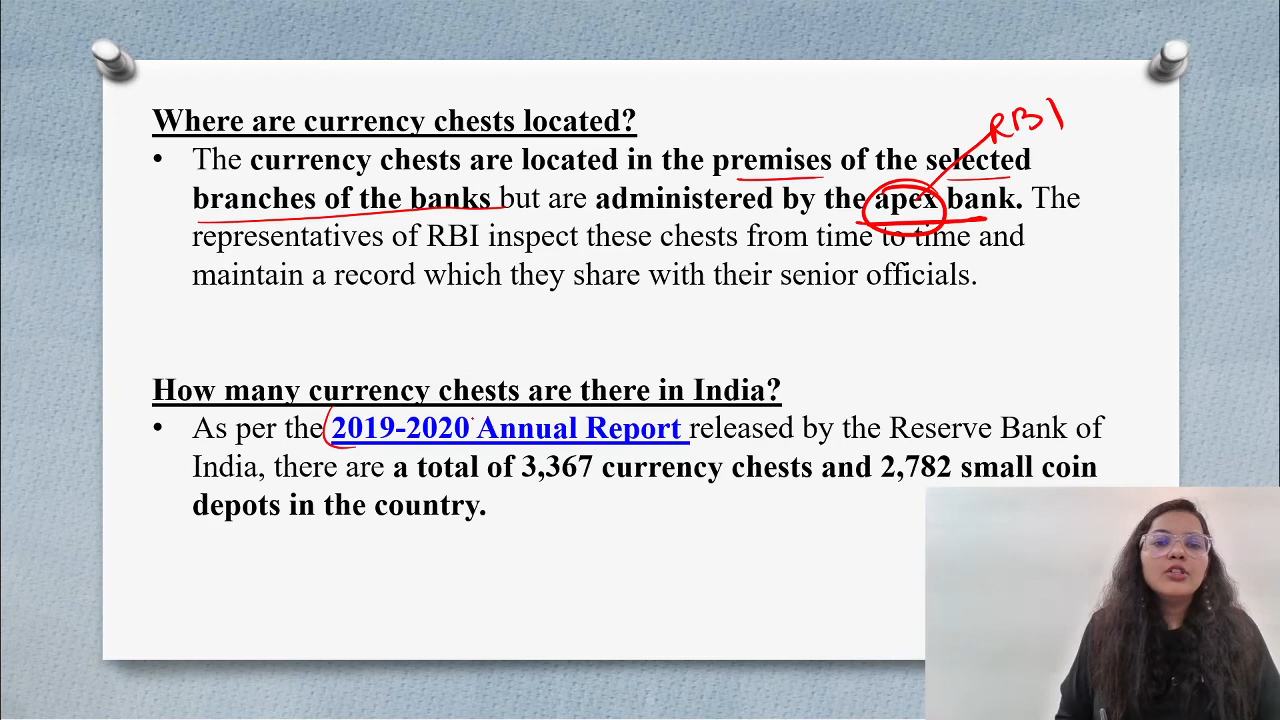 Where are currency chests located?
RBI
• The currency chests are located in the premises of the selected
branches of the banks but are administered by the apex bank. The
representatives of RBI inspect these chests from time to time and
maintain a record which they share with their senior officials.
How many currency chests are there in India?
• As per the 2019-2020 Annual Report released by the Reserve Bank of
India, there are a total of 3,367 currency chests and 2,782 small coin
depots in the country.